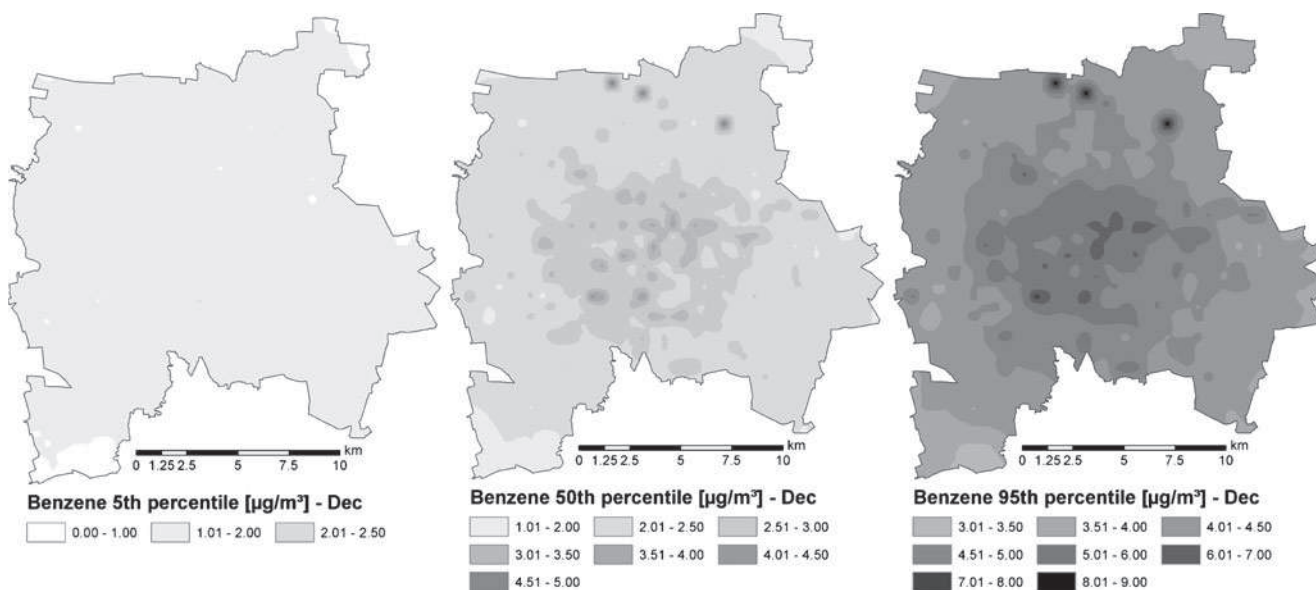 km
0 1.25 2.5 5 7.5 10
Benzene 5th percentile [µg/m³] - Dec
0.00 - 1.00 1.01 - 2.00 2.01 - 2.50
km
0 1.25 2.5 5 7.5 10
Benzene 50th percentile [µg/m³] - Dec
1.01 - 2.00 2.01 - 2.50 2.51 - 3.00
3.01 - 3.50 3.51 - 4.00 4.01 - 4.50
4.51 - 5.00
km
0 1.25 2.5 5 7.5 10
Benzene 95th percentile [µg/m³] - Dec
3.01 - 3.50 3.51 - 4.00 4.01 - 4.50
4.51 - 5.00 5.01 - 6.00 6.01 - 7.00
7.01 - 8.00 8.01 - 9.00